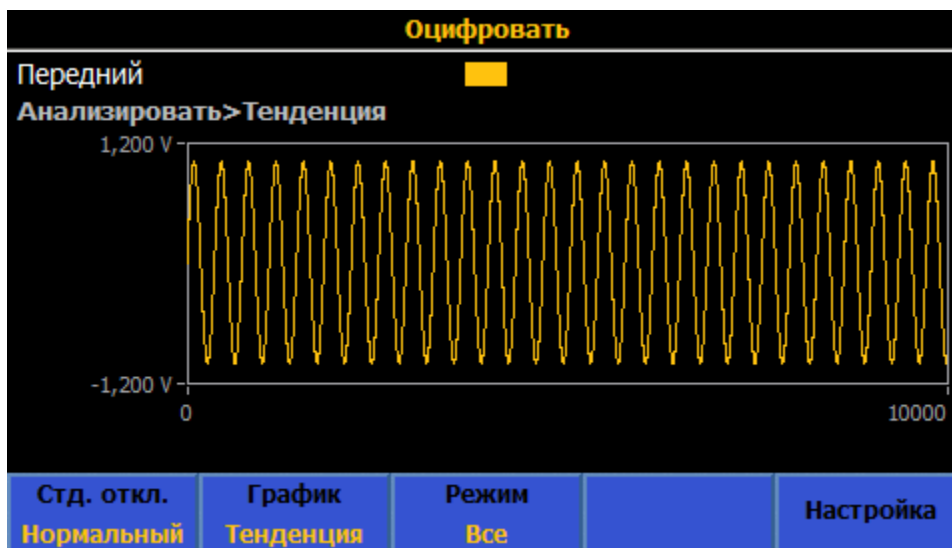 Оцифровать
Передний
Анализировать>Тенденция
1,200 V
-1,200 V
0 10000
Стд. откл. График Режим Настройка
Нормальный Тенденция Все